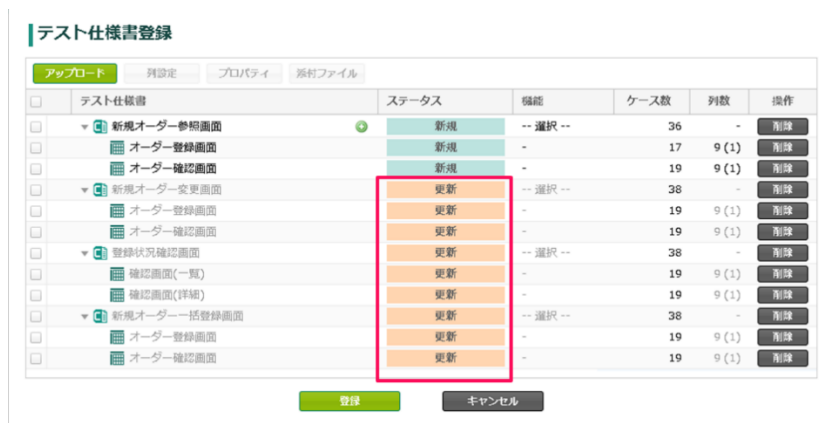 テスト仕様書登録
アップロード 列設定 プロパティ 添付ファイル
テスト仕様書 ステータス 機能 ケース数 列数 操作
新規オーダー参照画面 新規 -- 選択 -- 36 - 削除
オーダー登録画面 新規 - 17 9 (1) 削除
オーダー確認画面 新規 - 19 9 (1) 削除
新規オーダー変更画面 更新 -- 選択 -- 38 - 削除
オーダー登録画面 更新 - 19 9 (1) 削除
オーダー確認画面 更新 - 19 9 (1) 削除
登録状況確認画面 更新 -- 選択 -- 38 - 削除
確認画面(一覧) 更新 - 19 9 (1) 削除
確認画面(詳細) 更新 - 19 9 (1) 削除
新規オーダー一括登録画面 更新 -- 選択 -- 38 - 削除
オーダー登録画面 更新 - 19 9 (1) 削除
オーダー確認画面 更新 - 19 9 (1) 削除
登録 キャンセル